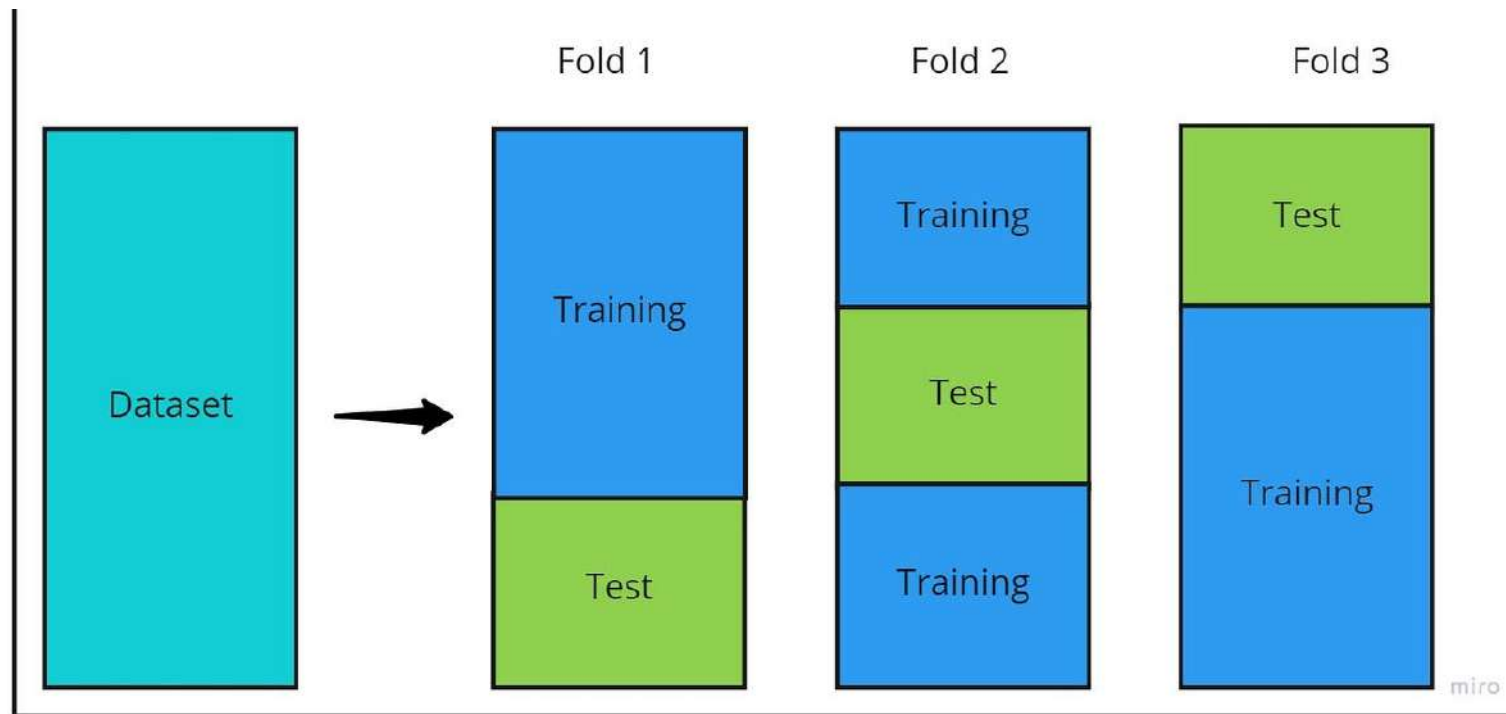 Fold 1
Fold 2
Fold 3
Dataset
Training
Test
Training
Test
Training
Test
Training
miro